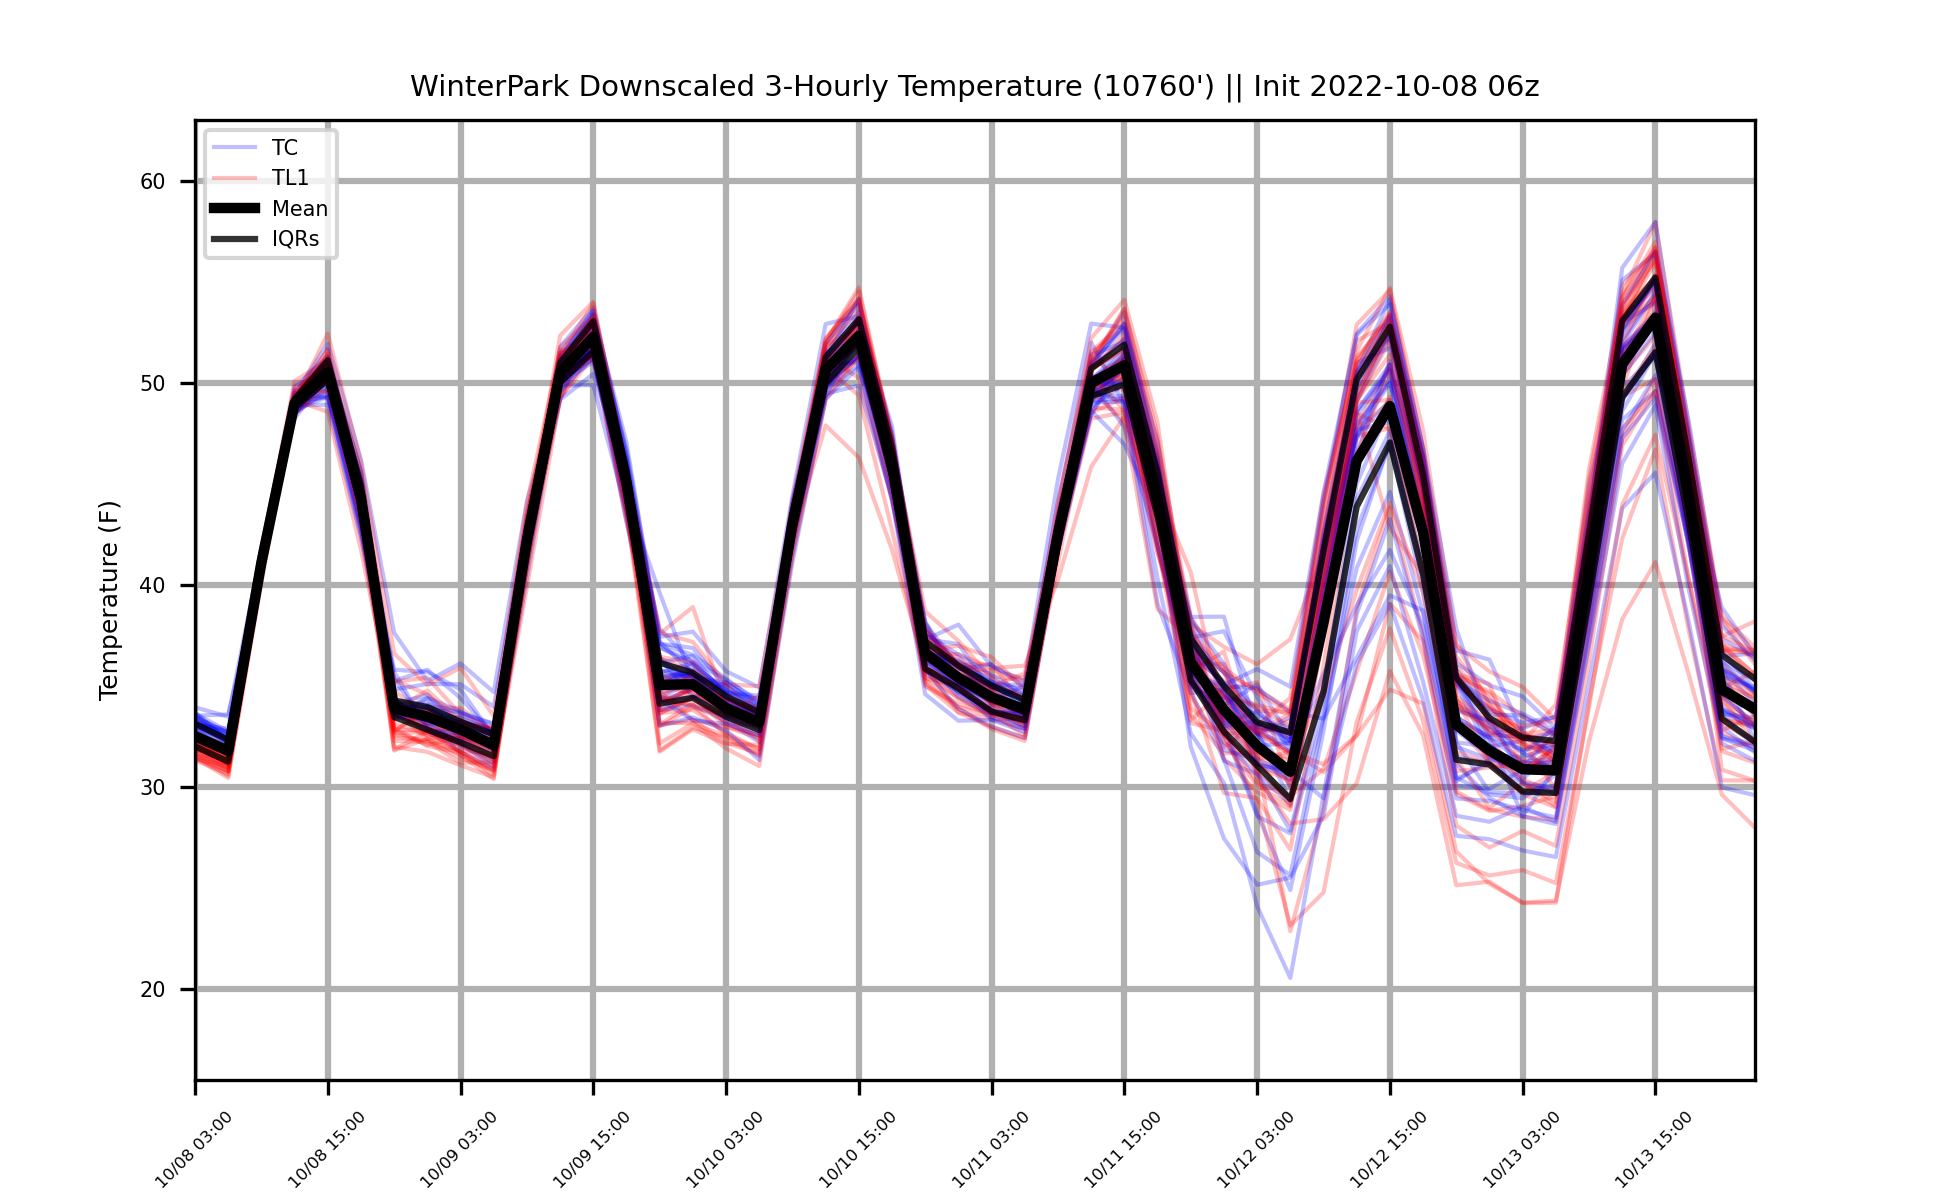 WinterPark Downscaled 3-Hourly Temperature (10760') || Init 2022-10-08 06z
TC
TL1
Mean
IQRs
Temperature (F)
60
50
40
30
20
10/08 03:00
10/08 15:00
10/09 03:00
10/09 15:00
10/10 03:00
10/10 15:00
10/11 03:00
10/11 15:00
10/12 03:00
10/12 15:00
10/13 03:00
10/13 15:00